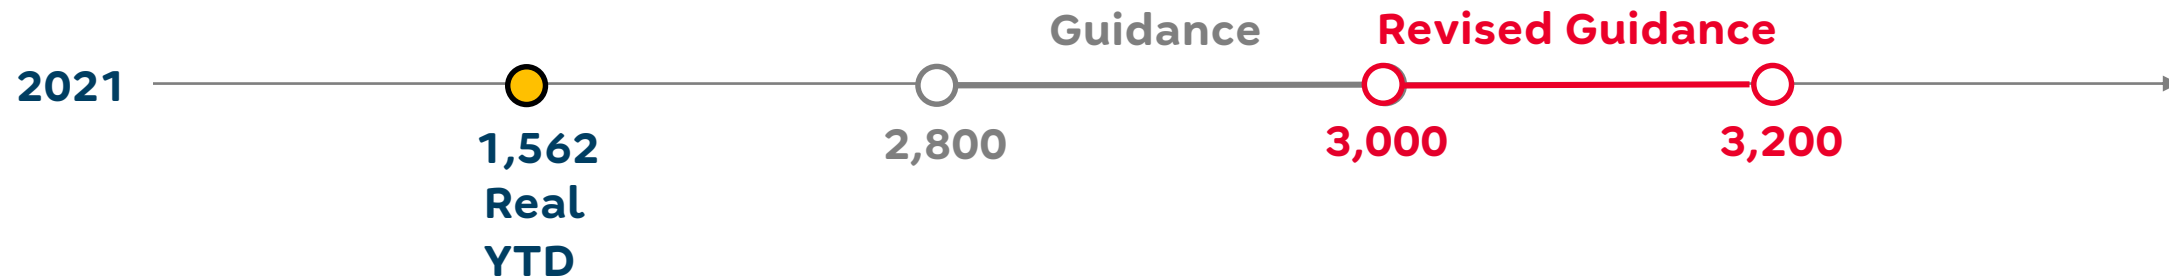 Guidance
Revised Guidance
2021
1,562
Real
YTD
2,800
3,000
3,200